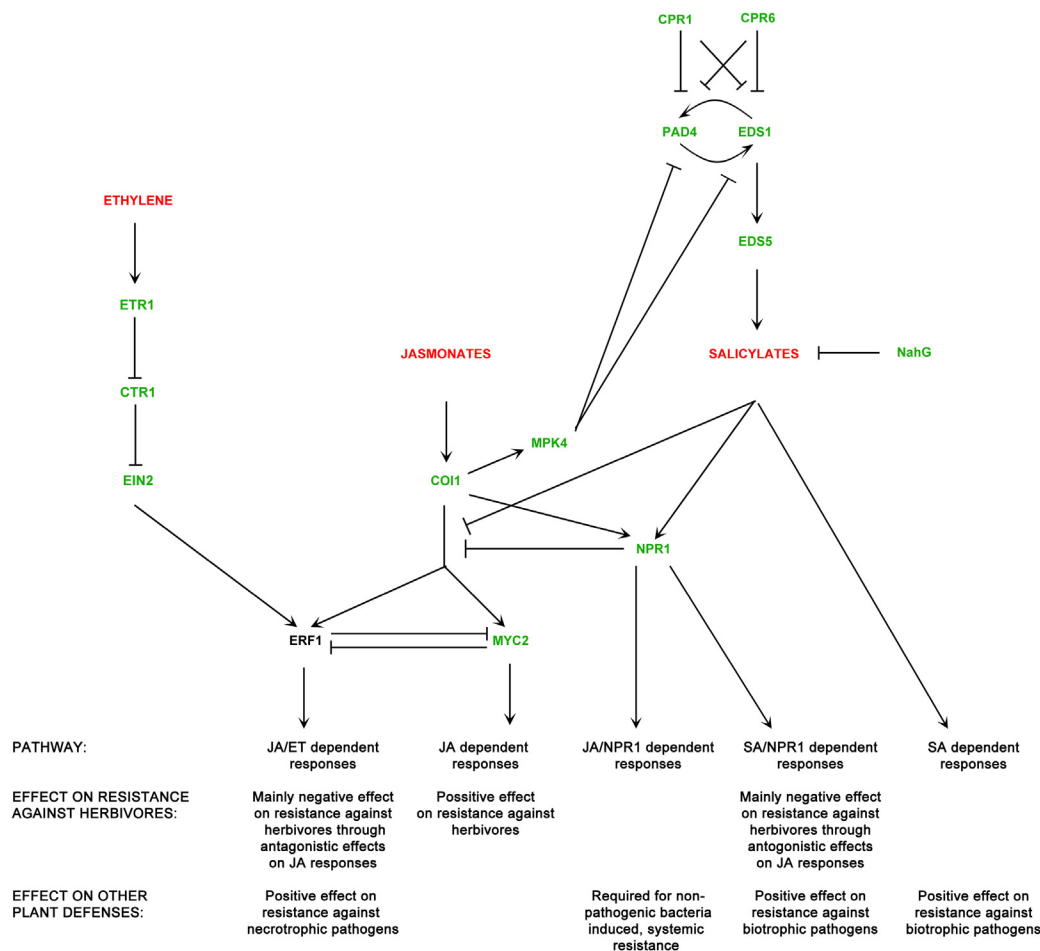 CPR1 CPR6
PAD4 EDS1
ETHYLENE
EDS5
ETR1
JASMONATES SALICYLATES NahG
CTR1
MPK4
EIN2 COI1
NPR1
ERF1 MYC2
PATHWAY:
JA/ET dependent
responses
JA dependent
responses
JA/NPR1 dependent
responses
SA/NPR1 dependent
responses
SA dependent
responses
EFFECT ON RESISTANCE
AGAINST HERBIVORES:
Mainly negative effect
on resistance against
herbivores through
antagonistic effects
on JA responses
Possitive effect
on resistance against
herbivores
Mainly negative effect
on resistance against
herbivores through
antogonistic effects
on JA responses
EFFECT ON OTHER
PLANT DEFENSES:
Positive effect on
resistance against
necrotrophic pathogens
Required for non-
pathogenic bacteria
induced, systemic
resistance
Positive effect on
resistance against
biotrophic pathogens
Positive effect on
resistance against
biotrophic pathogens